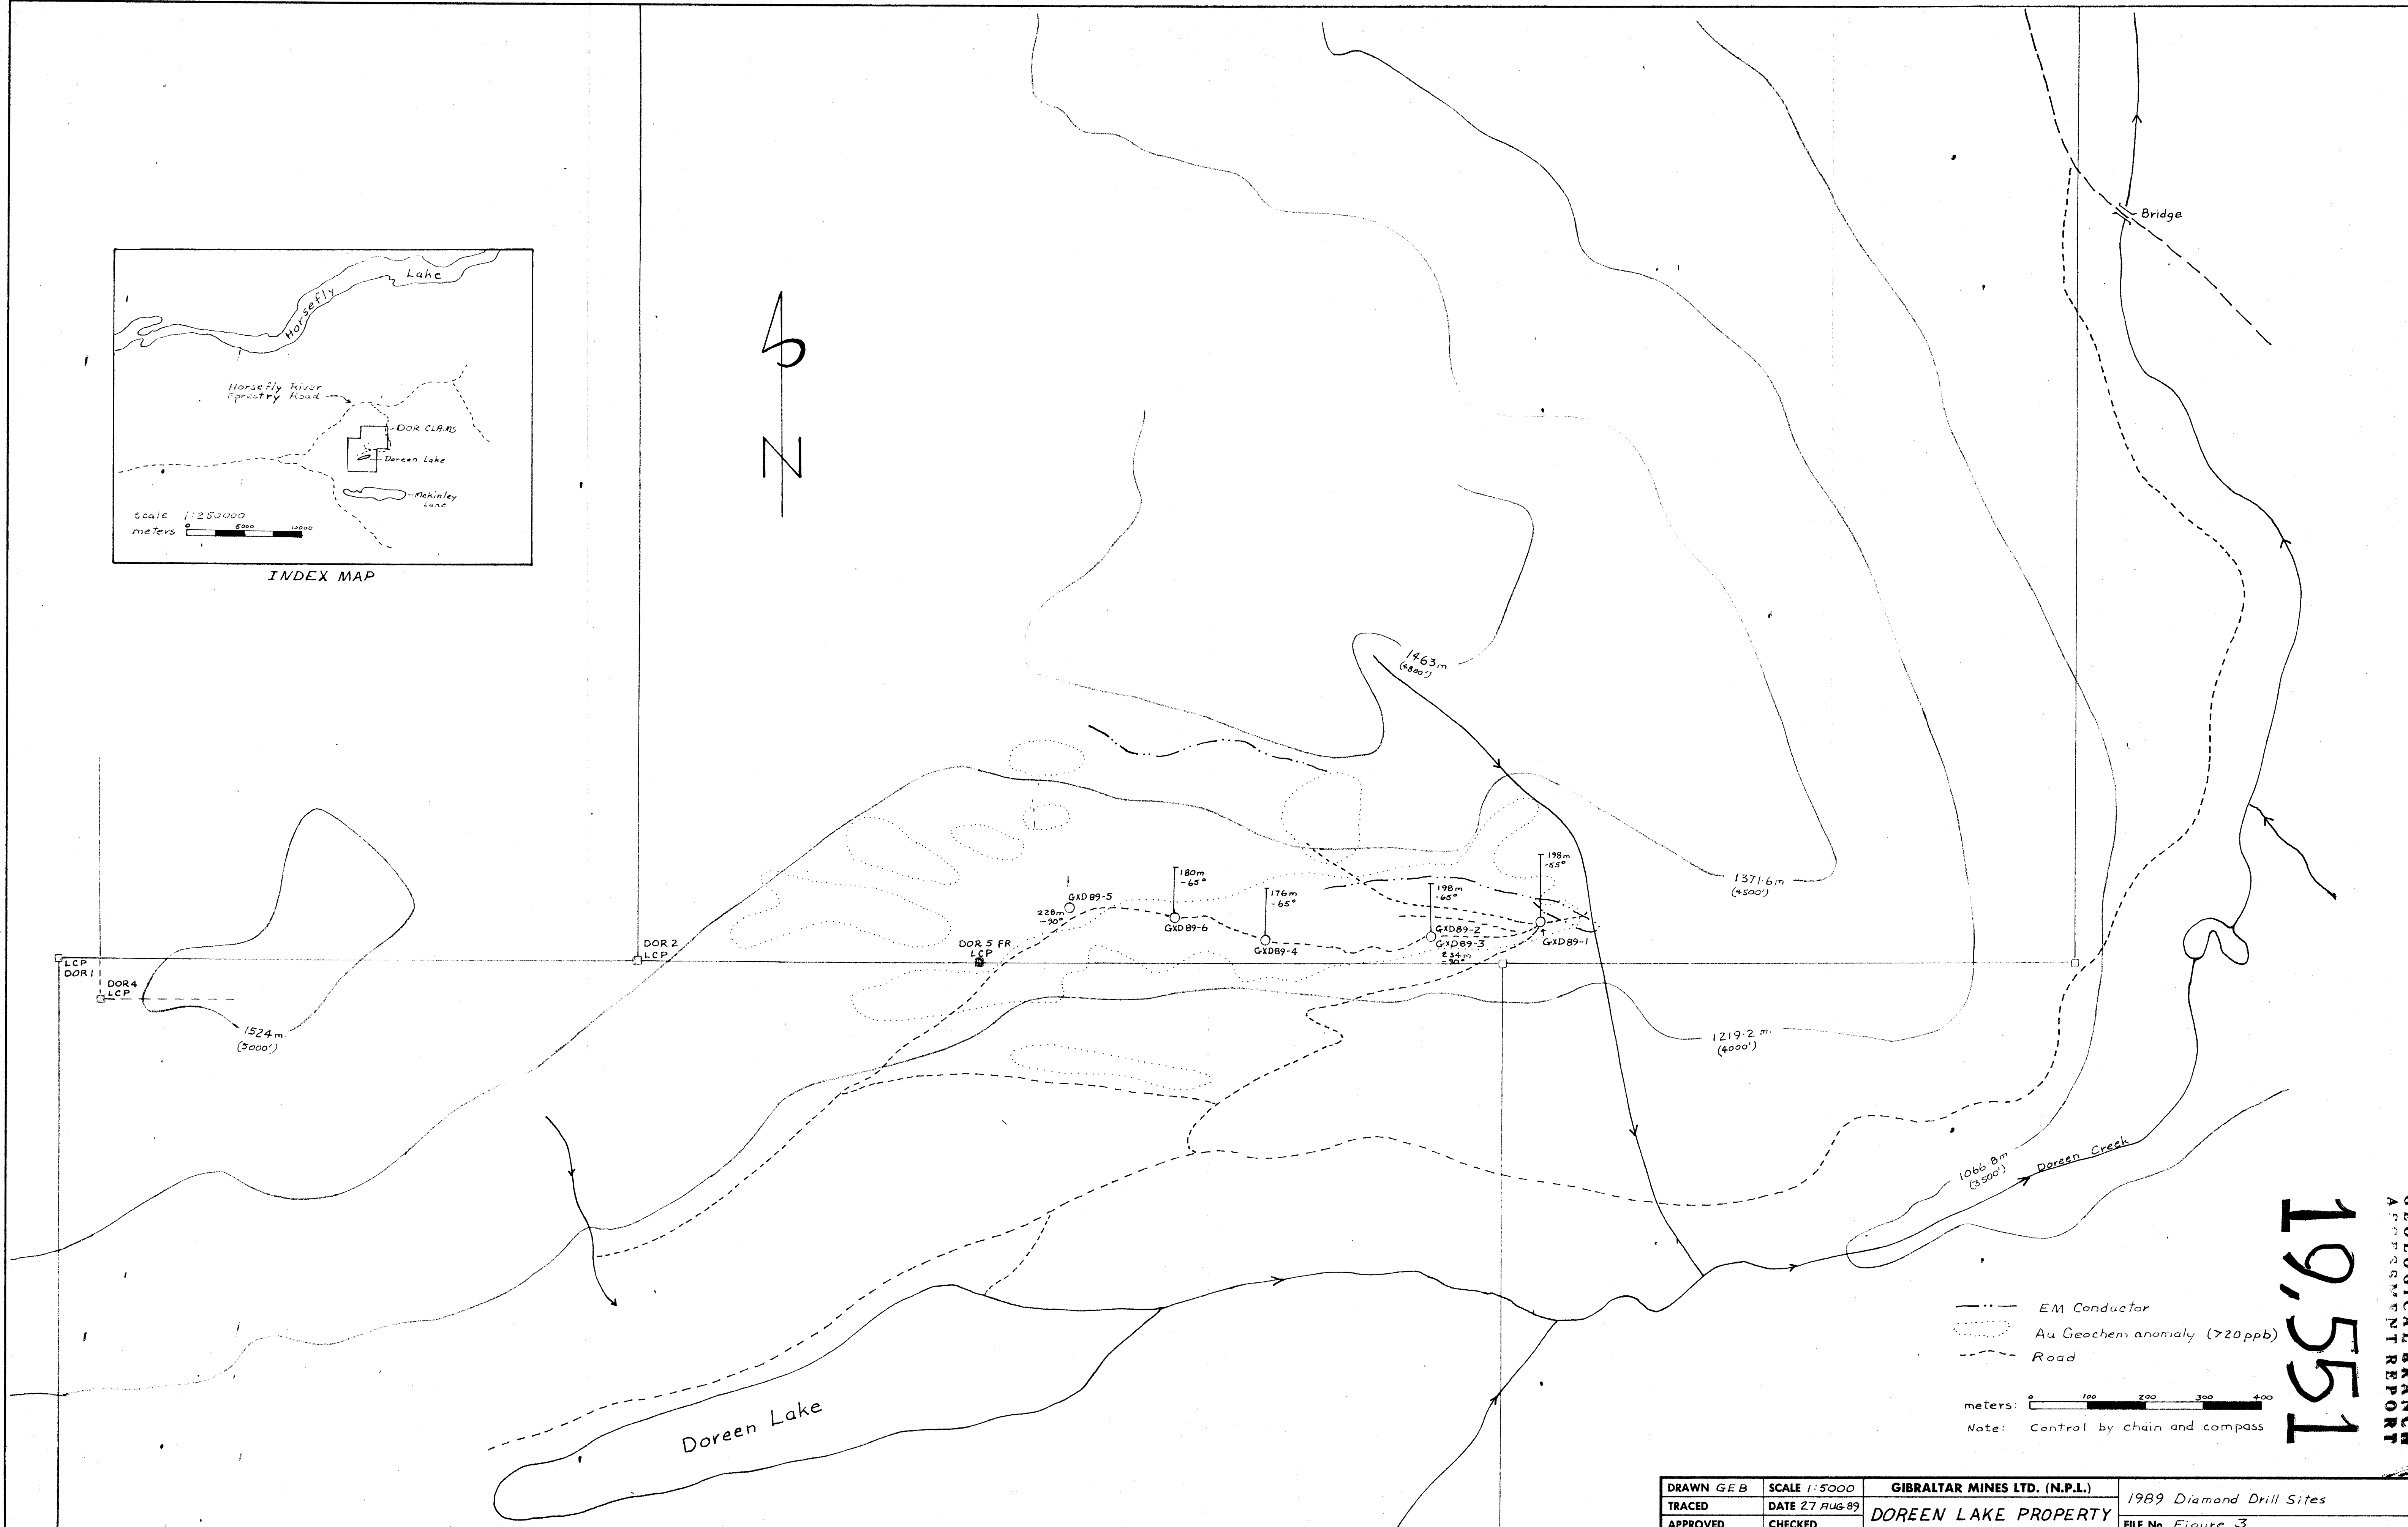 Bridge
Lake
Horsefly
Horsefly River
Forestry Road
DOR CLAIMS
Doreen Lake
McKinley
Lake
scale 1:250000
meters 0 5000 10000
INDEX MAP
N
1463m
(4800')
198m
-65°
180m
-65°
176m
-65°
198m
-65°
1371.6m
(4500')
GXD89-5
228m
-90°
GXD89-6
GXD89-4
GXD89-2
GXD89-3
234m
-90°
GXD89-1
DOR 2
LCP
DOR 5 FR
LCP
LCP
DOR1
DOR4
LCP
1524m
(5000')
1219.2 m.
(4000')
1066.8m
(3500')
Doreen Creek
Doreen Lake
EM Conductor
Au Geochem anomaly (>20ppb)
Road
meters: 0 100 200 300 400
Note: Control by chain and compass
GEOLOGICAL BRANCH
ASSESSMENT REPORT
19,551
DRAWN GEB
SCALE 1:5000
GIBRALTAR MINES LTD. (N.P.L.)
1989 Diamond Drill Sites
TRACED
DATE 27 AUG 89
DOREEN LAKE PROPERTY
APPROVED
CHECKED
FILE No. Figure 3